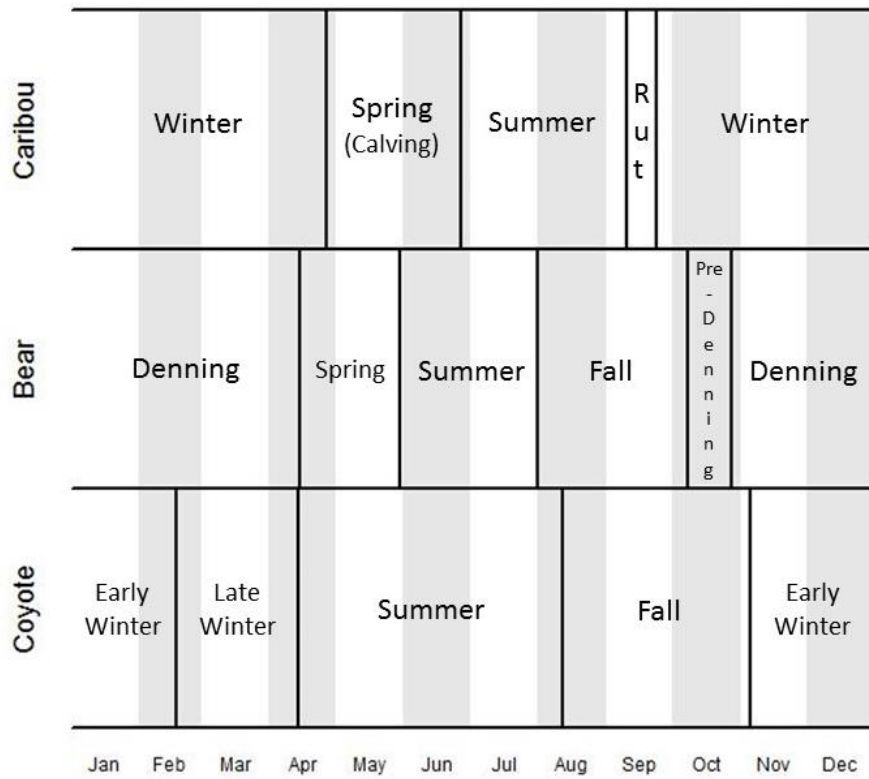 Caribou
Winter
Spring
(Calving)
Summer
R
u
t
Winter
Bear
Denning
Spring
Summer
Fall
Pre
-
D
e
n
n
i
n
g
Denning
Coyote
Early
Winter
Late
Winter
Summer
Fall
Early
Winter
Jan Feb Mar Apr May Jun Jul Aug Sep Oct Nov Dec